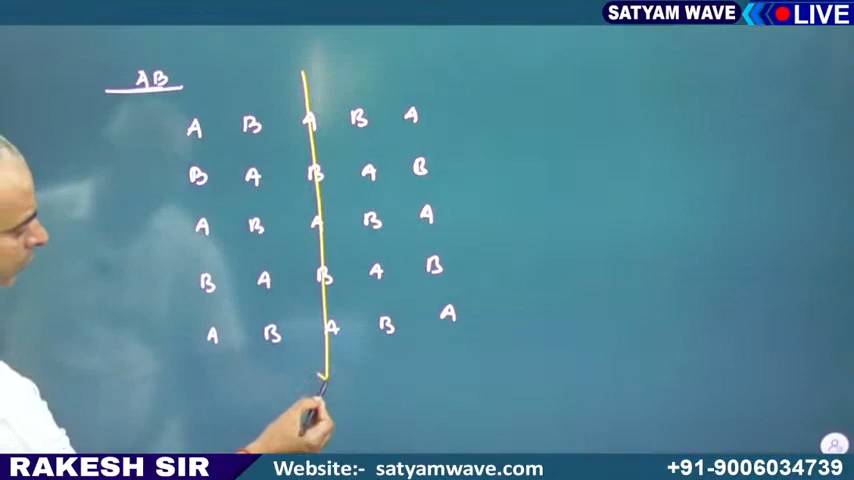 SATYAM WAVE LIVE
AB
A B A B A
B A B A B
A B A B A
B A B A B
A B A B A
RAKESH SIR Website:- satyamwave.com +91-9006034739